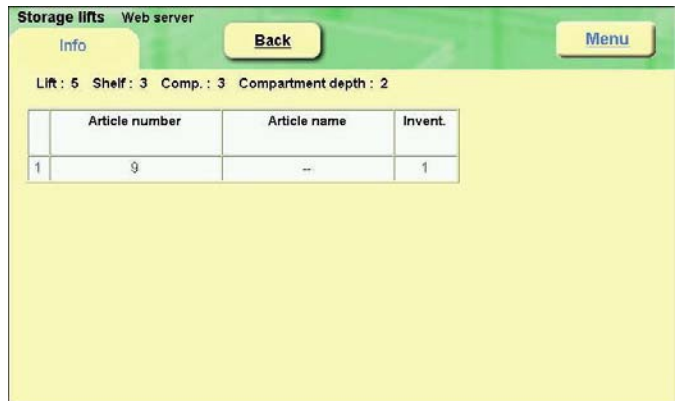 Storage lifts Web server
Info Back Menu
Lift : 5 Shelf : 3 Comp. : 3 Compartment depth : 2
Article number Article name Invent.
1 9 -- 1